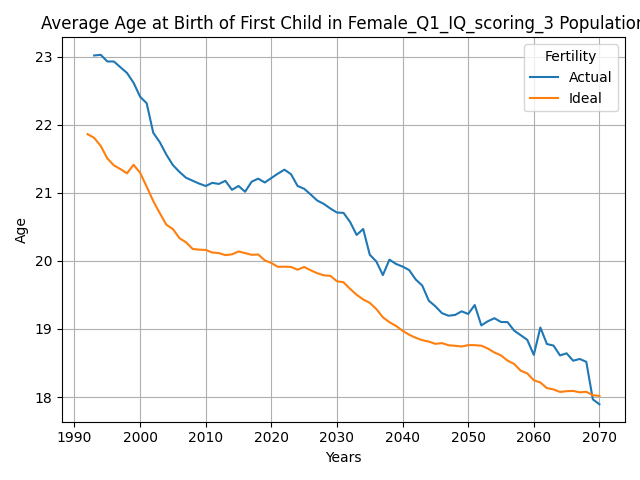 Average Age at Birth of First Child in Female_Q1_IQ_scoring_3 Population
Fertility
Actual
Ideal
Age
23
22
21
20
19
18
1990 2000 2010 2020 2030 2040 2050 2060 2070
Years